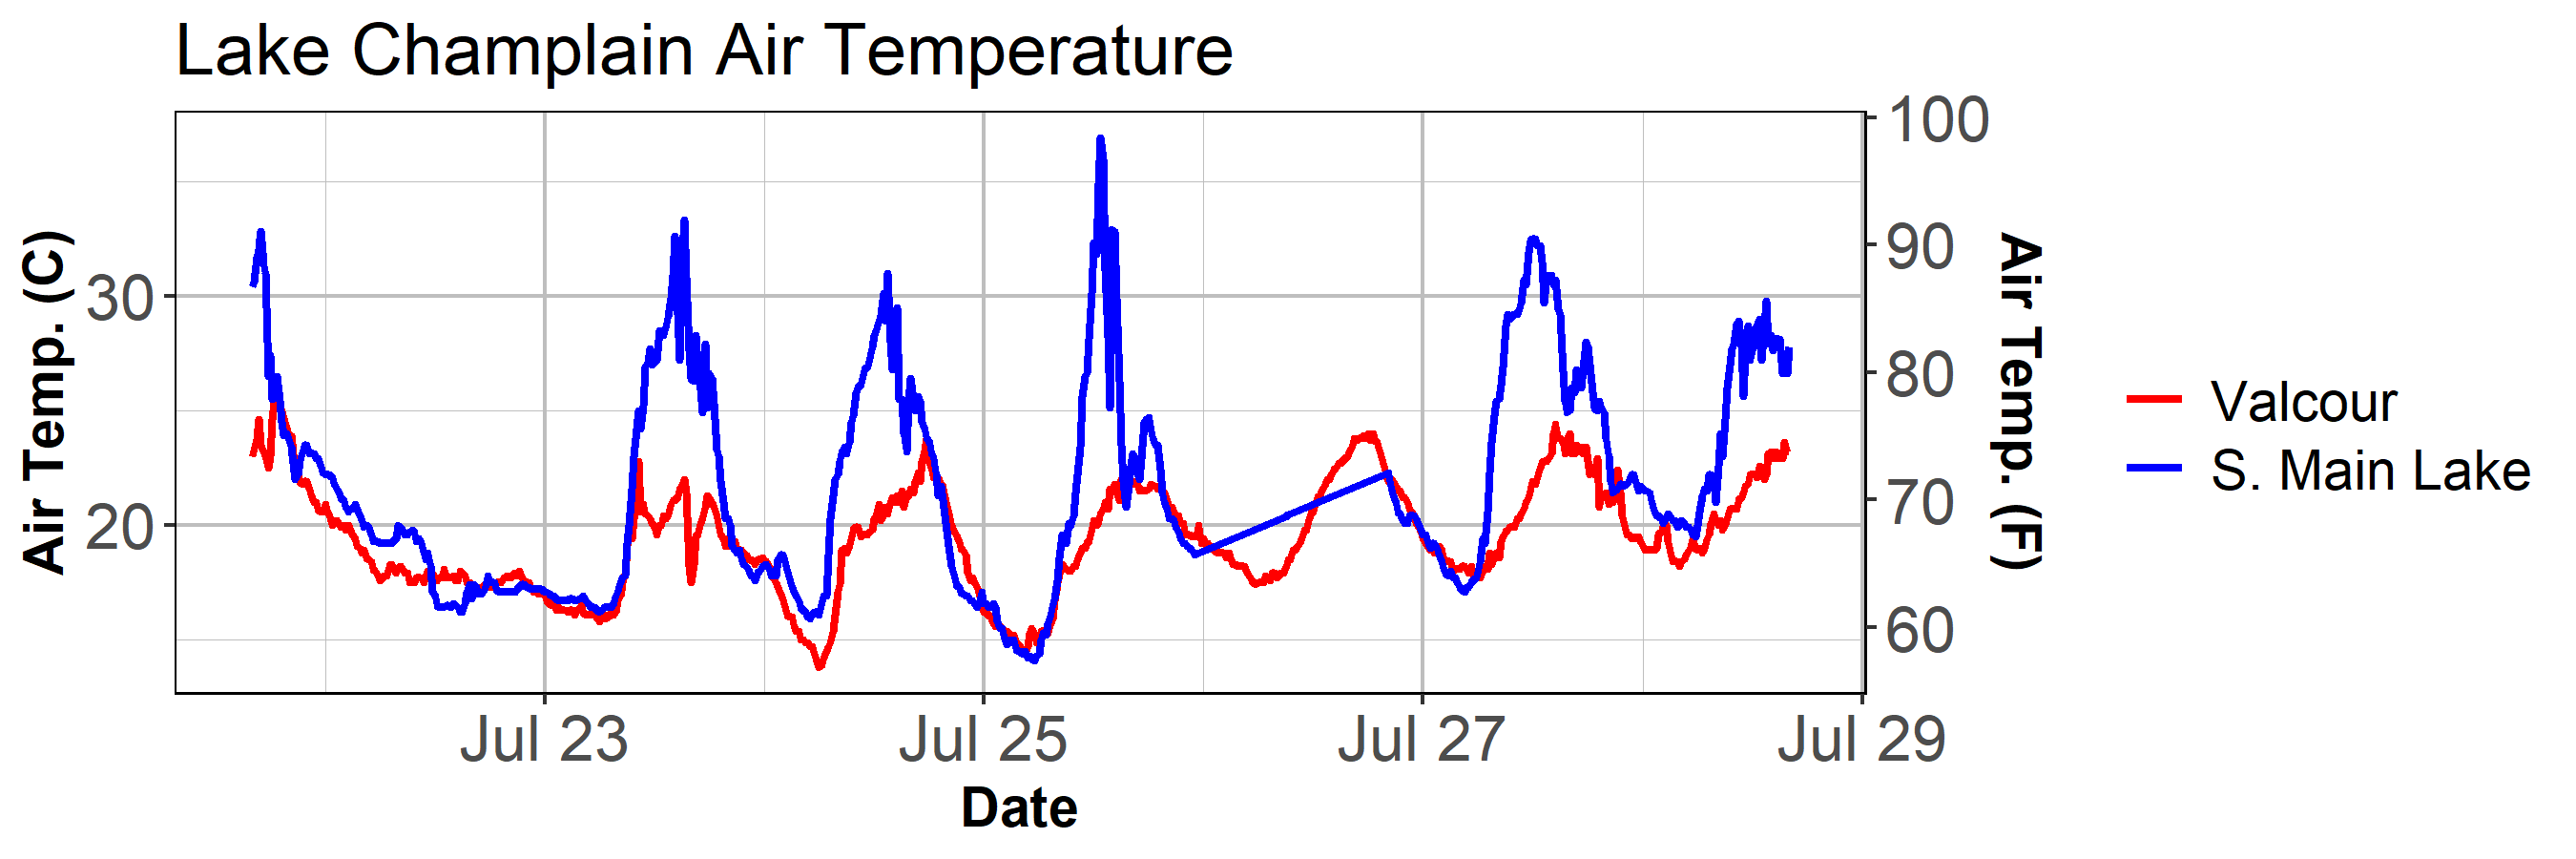 Lake Champlain Air Temperature
Air Temp. (C)
30
20
100
90
80
70
60
Air Temp. (F)
Valcour
S. Main Lake
Jul 23
Jul 25
Jul 27
Jul 29
Date